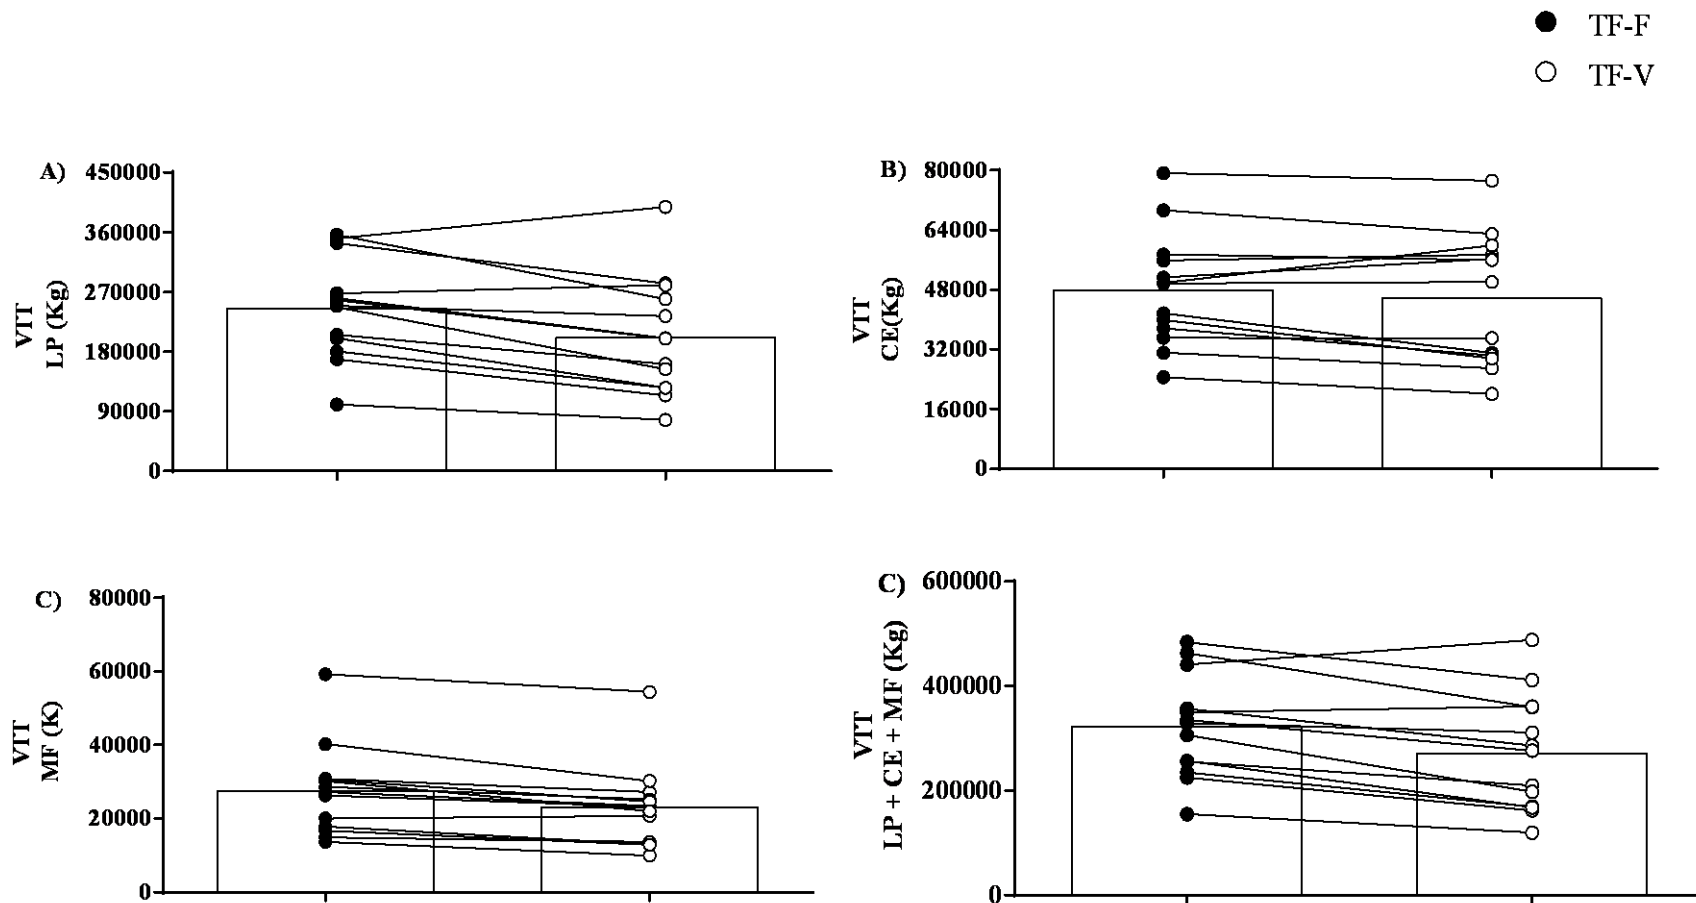 TF-F
TF-V
A)
450000
360000
270000
180000
90000
0
VTT
LP (Kg)
B)
80000
64000
48000
32000
16000
0
VTT
CE(Kg)
C)
80000
60000
40000
20000
0
VTT
MF (K)
C)
600000
400000
200000
0
VTT
LP + CE + MF (Kg)